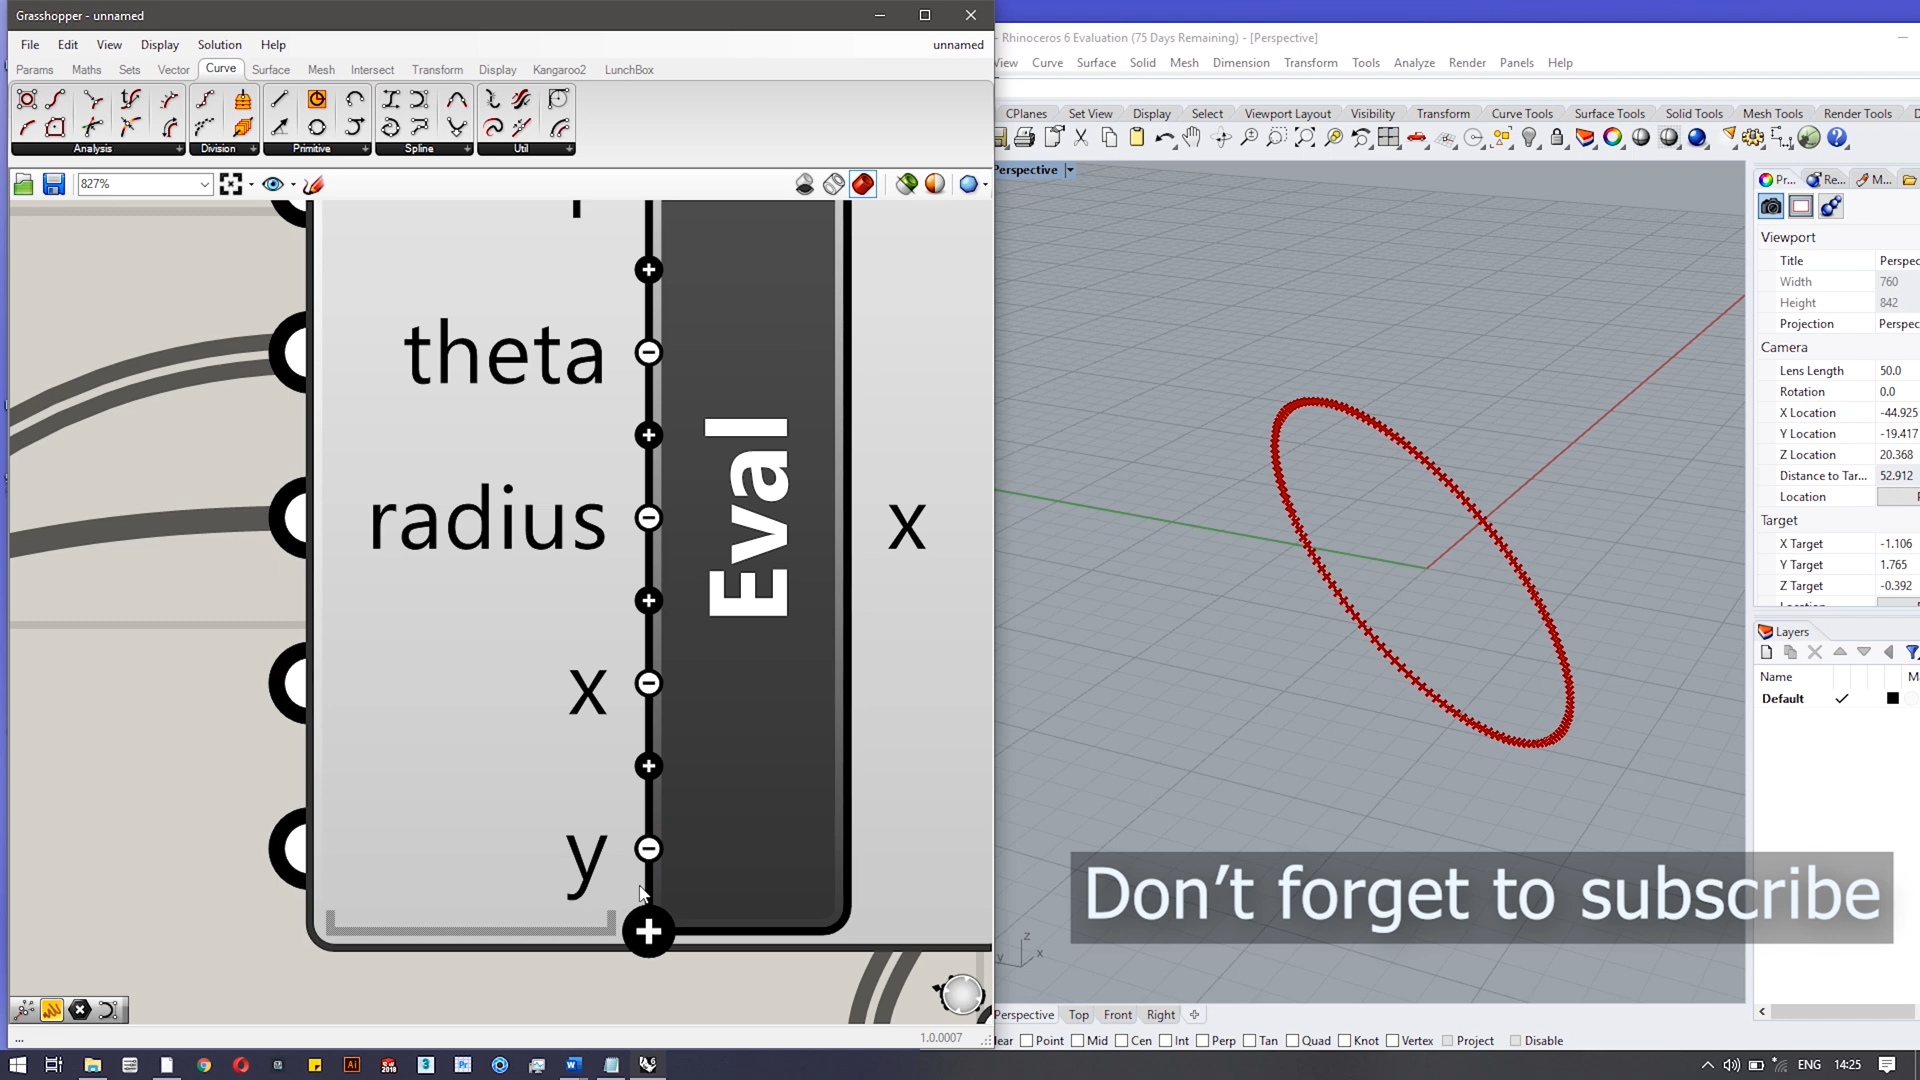 Grasshopper - unnamed
File Edit View Display Solution Help unnamed
Params Maths Sets Vector Curve Surface Mesh Intersect Transform Display Kangaroo2 LunchBox
Analysis Division Primitive Spline Util
827%
theta
radius
x
y
Eval
x
1.0.0007
...
- Rhinoceros 6 Evaluation (75 Days Remaining) - [Perspective]
View Curve Surface Solid Mesh Dimension Transform Tools Analyze Render Panels Help
CPlanes Set View Display Select Viewport Layout Visibility Transform Curve Tools Surface Tools Solid Tools Mesh Tools Render Tools D
Perspective
Pr... Re... M...
Viewport
Title Perspec
Width 760
Height 842
Projection Perspec
Camera
Lens Length 50.0
Rotation 0.0
X Location -44.925
Y Location -19.417
Z Location 20.368
Distance to Tar... 52.912
Location
Target
X Target -1.106
Y Target 1.765
Z Target -0.392
Layers
Name M
Default
Don't forget to subscribe
z
y x
Perspective Top Front Right
ear Point Mid Cen Int Perp Tan Quad Knot Vertex Project Disable
ENG 14:25